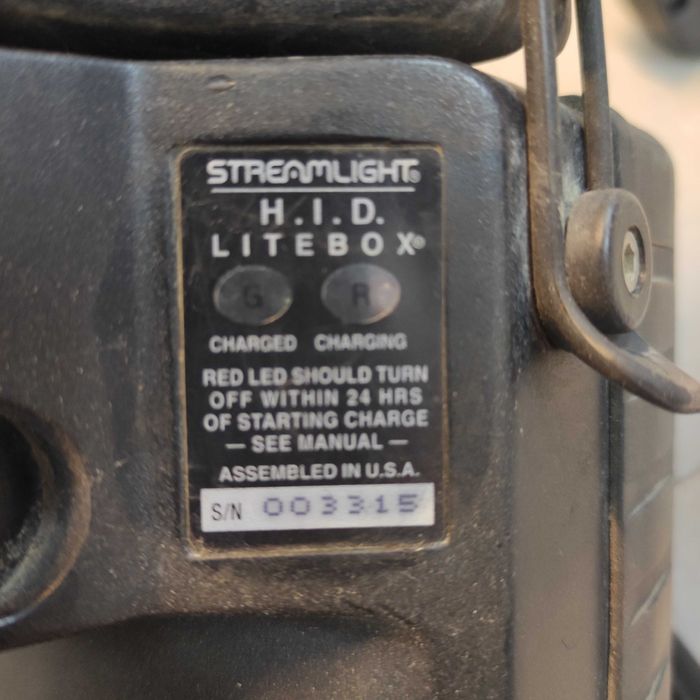 STREAMLIGHT®
H.I.D.
LITEBOX®
G R
CHARGED CHARGING
RED LED SHOULD TURN
OFF WITHIN 24 HRS
OF STARTING CHARGE
— SEE MANUAL —
ASSEMBLED IN U.S.A.
S/N 003315